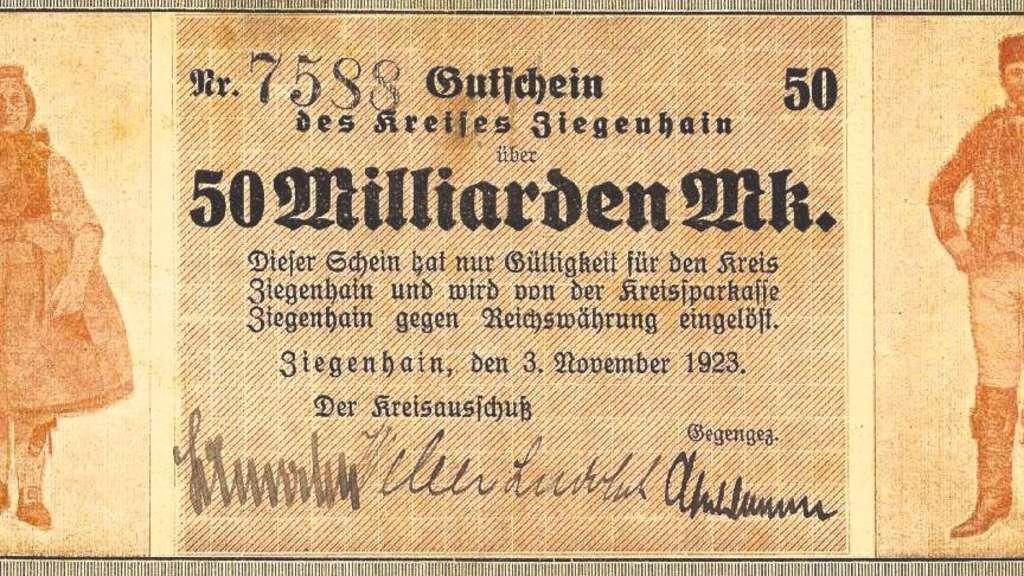 Nr. 7588 Gutschein 50
des Kreises Ziegenhain
über
50 Milliarden Mk.
Dieser Schein hat nur Gültigkeit für den Kreis
Ziegenhain und wird von der Kreissparkasse
Ziegenhain gegen Reichswährung eingelöst.
Ziegenhain, den 3. November 1923.
Der Kreisausschuß
Gegengez.